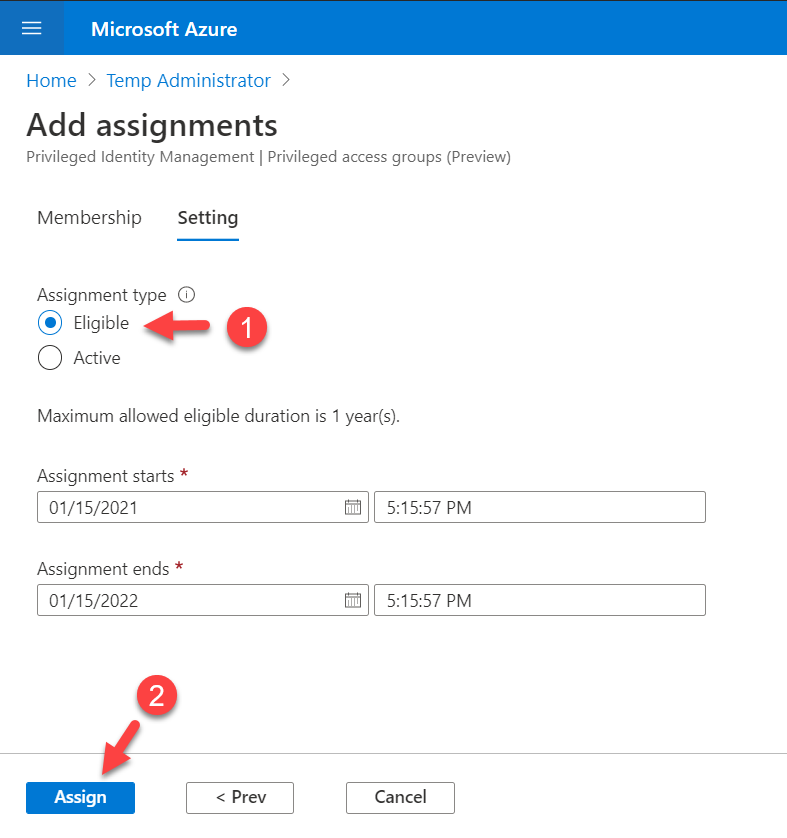 Microsoft Azure
Home > Temp Administrator >
Add assignments
Privileged Identity Management | Privileged access groups (Preview)
Membership Setting
Assignment type
Eligible 1
Active
Maximum allowed eligible duration is 1 year(s).
Assignment starts *
01/15/2021 5:15:57 PM
Assignment ends *
01/15/2022 5:15:57 PM
2
Assign < Prev Cancel